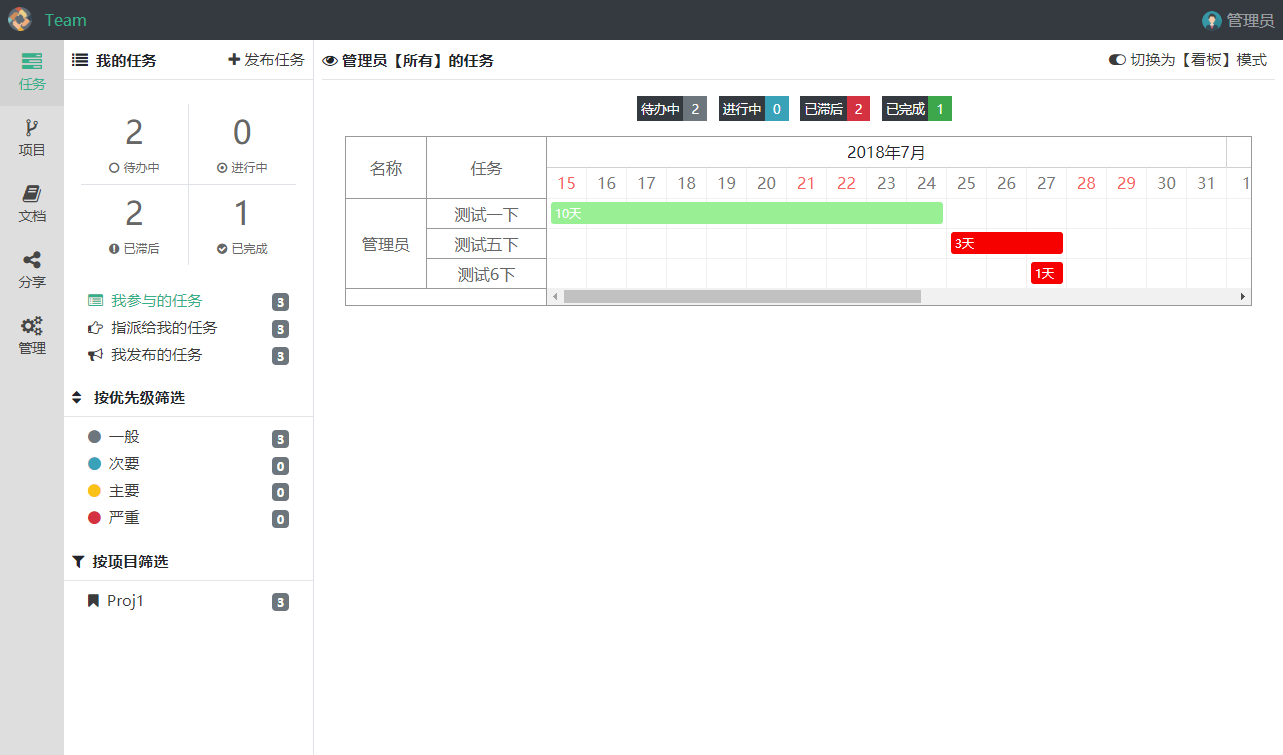 Team
管理员
任务
项目
文档
分享
管理
我的任务
发布任务
2
待办中
0
进行中
2
已滞后
1
已完成
我参与的任务 3
指派给我的任务 3
我发布的任务 3
按优先级筛选
一般 3
次要 0
主要 0
严重 0
按项目筛选
Proj1 3
管理员【所有】的任务
切换为【看板】模式
待办中 2 进行中 0 已滞后 2 已完成 1
名称 任务 2018年7月
15 16 17 18 19 20 21 22 23 24 25 26 27 28 29 30 31 1
管理员
测试一下 10天
测试五下 3天
测试6下 1天